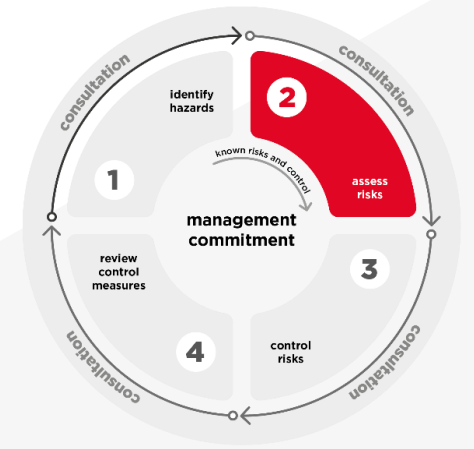 consultation
consultation
identify
hazards
2
known risks and control
1
assess
risks
management
commitment
review
control
measures
3
4
control
risks
consultation
consultation